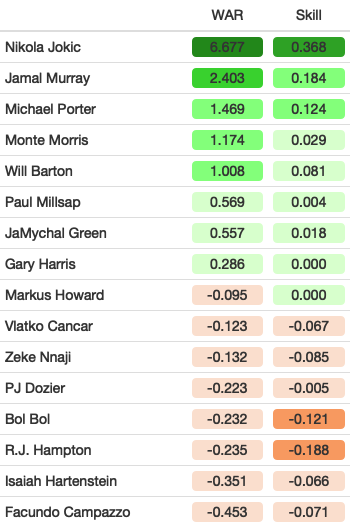 WAR Skill
Nikola Jokic 6.677 0.368
Jamal Murray 2.403 0.184
Michael Porter 1.469 0.124
Monte Morris 1.174 0.029
Will Barton 1.008 0.081
Paul Millsap 0.569 0.004
JaMychal Green 0.557 0.018
Gary Harris 0.286 0.000
Markus Howard -0.095 0.000
Vlatko Cancar -0.123 -0.067
Zeke Nnaji -0.132 -0.085
PJ Dozier -0.223 -0.005
Bol Bol -0.232 -0.121
R.J. Hampton -0.235 -0.188
Isaiah Hartenstein -0.351 -0.066
Facundo Campazzo -0.453 -0.071